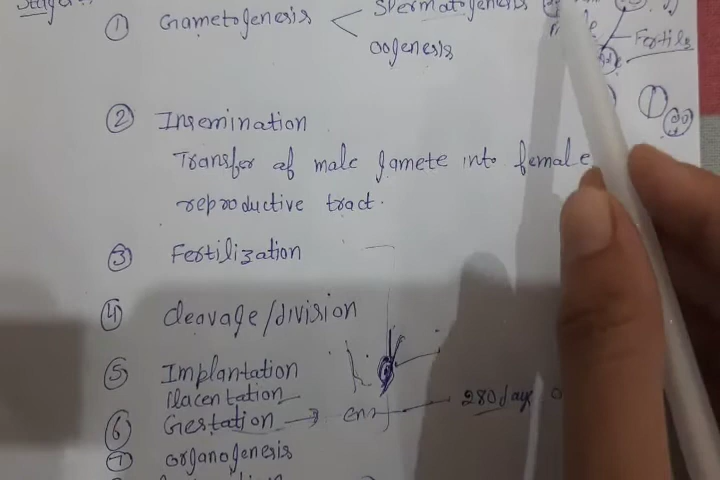 Stages
① Gametogenesis < Spermatogenesis
oogenesis
Fertile
② Insemination
Transfer of male gamete into female
reproductive tract.
③ Fertilization
④ cleavage/division
⑤ Implantation
Placentation
⑥ Gestation → 280 days
⑦ organogenesis